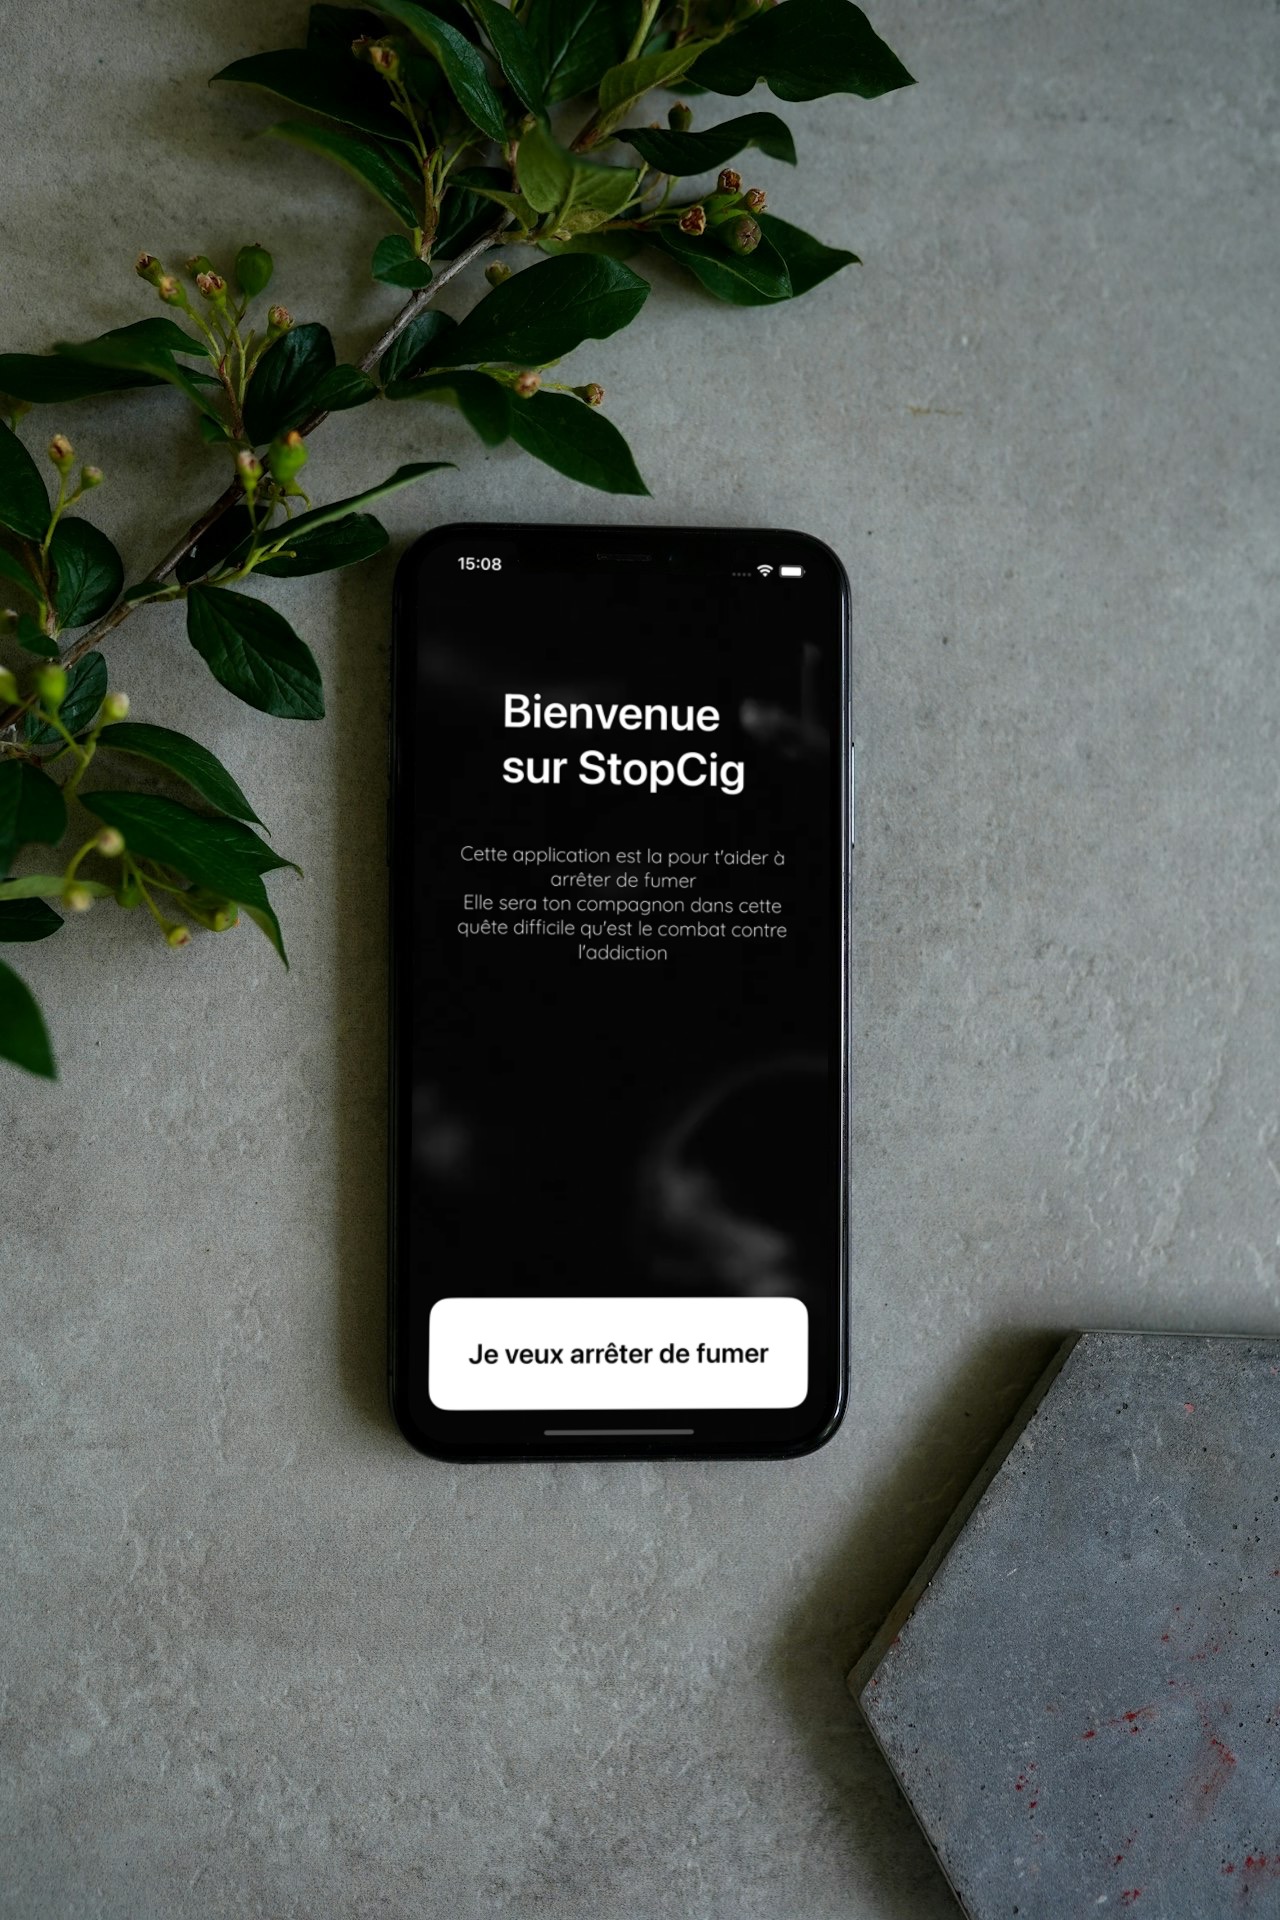 15:08
Bienvenue
sur StopCig
Cette application est la pour t'aider à
arrêter de fumer
Elle sera ton compagnon dans cette
quête difficile qu'est le combat contre
l'addiction
Je veux arrêter de fumer